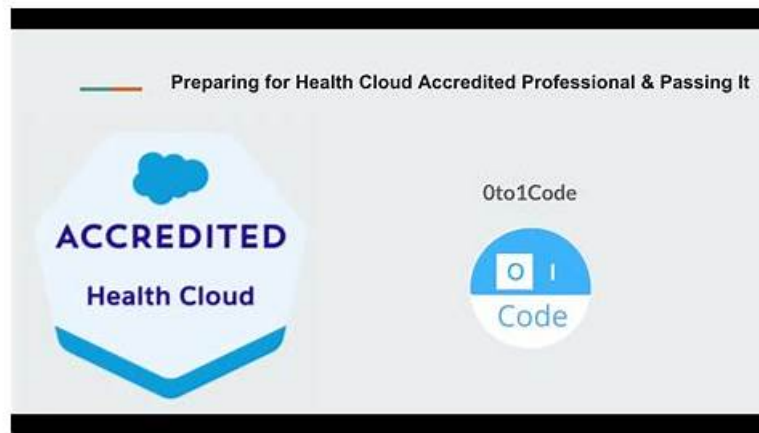 Preparing for Health Cloud Accredited Professional & Passing It
ACCREDITED
Health Cloud
0to1Code
O I
Code